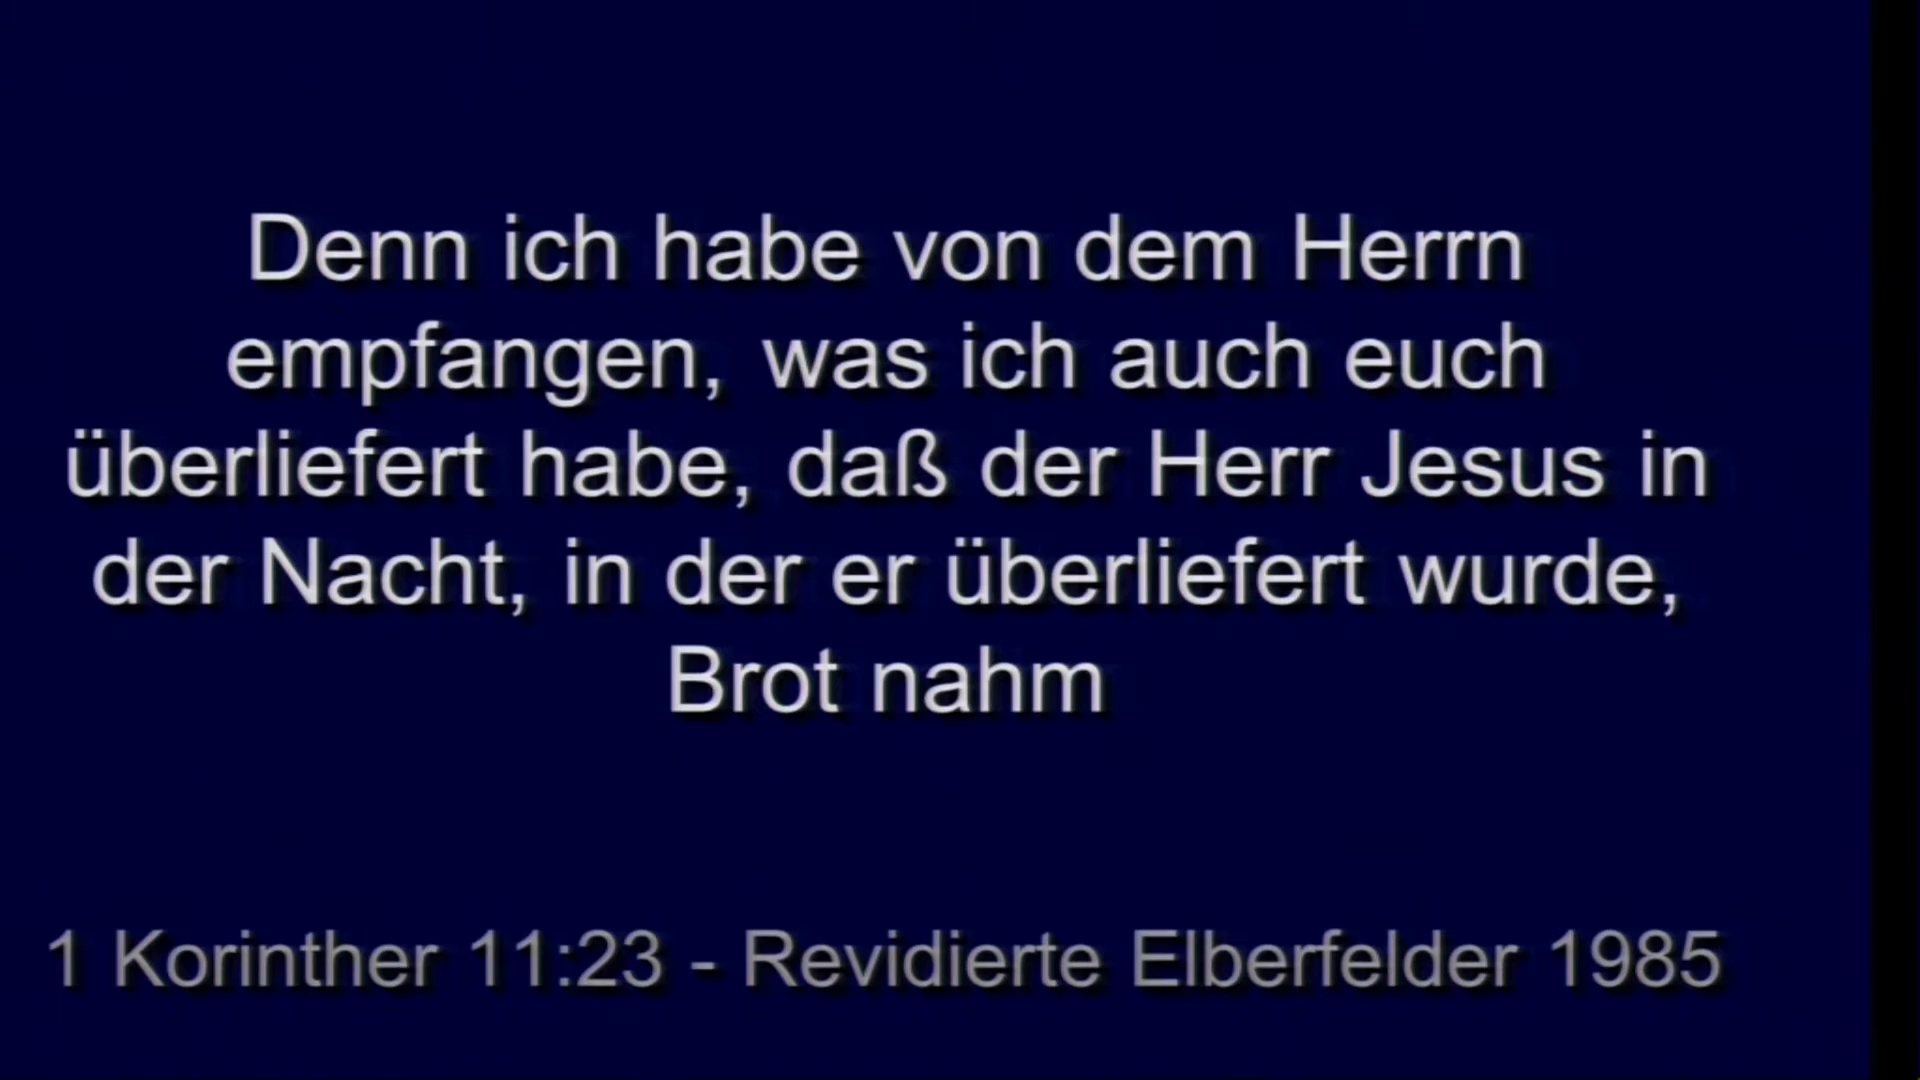 Denn ich habe von dem Herrn
empfangen, was ich auch euch
überliefert habe, daß der Herr Jesus in
der Nacht, in der er überliefert wurde,
Brot nahm
1 Korinther 11:23 - Revidierte Elberfelder 1985